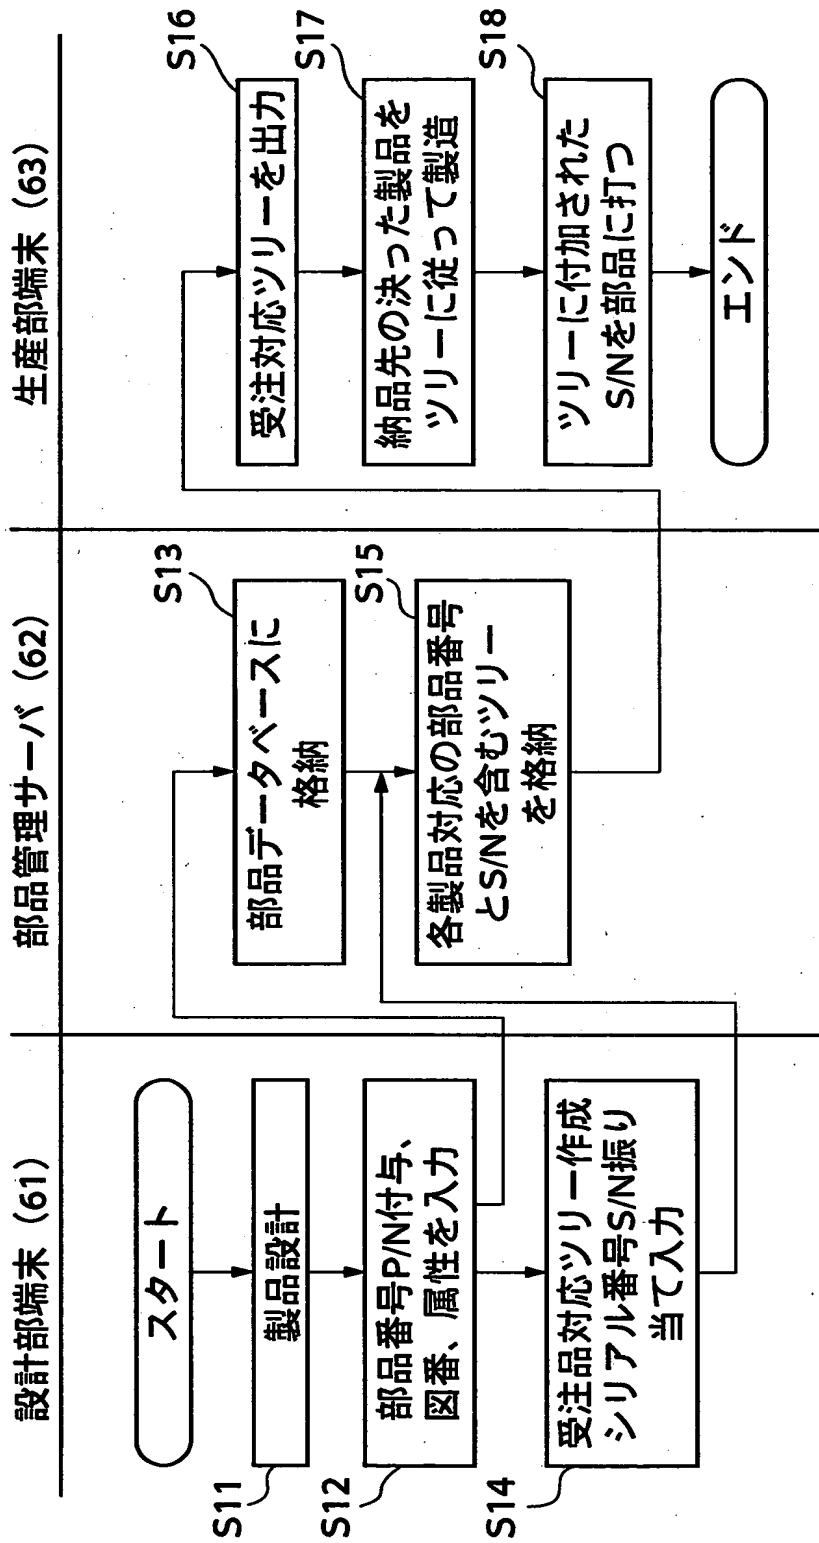 設計部端末（61）
スタート
製品設計
S11
部品番号P/N付与、
図番、属性を入力
S12
受注品対応ツリー作成
シリアル番号S/N振り
当て入力
S14
部品管理サーバ（62）
部品データベースに
格納
S13
各製品対応の部品番号
とS/Nを含むツリー
を格納
S15
生産部端末（63）
受注対応ツリーを出力
S16
納品先の決った製品を
ツリーに従って製造
S17
ツリーに付加された
S/Nを部品に打つ
S18
エンド